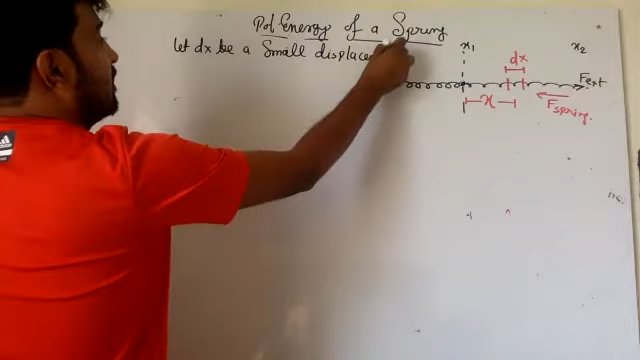 Pot Energy of a Spring
let dx be a small displace
x₁
x₂
dx
Fext
x
Fspring.